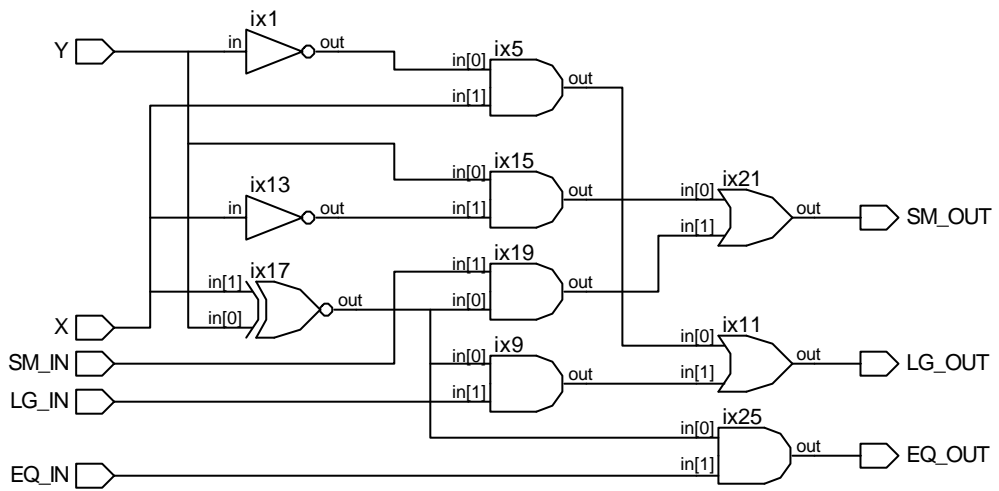 ix1
Y in out ix5
in[0] out
in[1]
ix15
in[0] out ix21
ix13 in[0]
in out in[1] out SM_OUT
ix19 in[1]
ix17 in[1]
in[1] out in[0] out
in[0] ix11
X ix9 in[0]
SM_IN in[0] out out LG_OUT
in[1]
LG_IN in[1] ix25
in[0] out EQ_OUT
EQ_IN in[1]